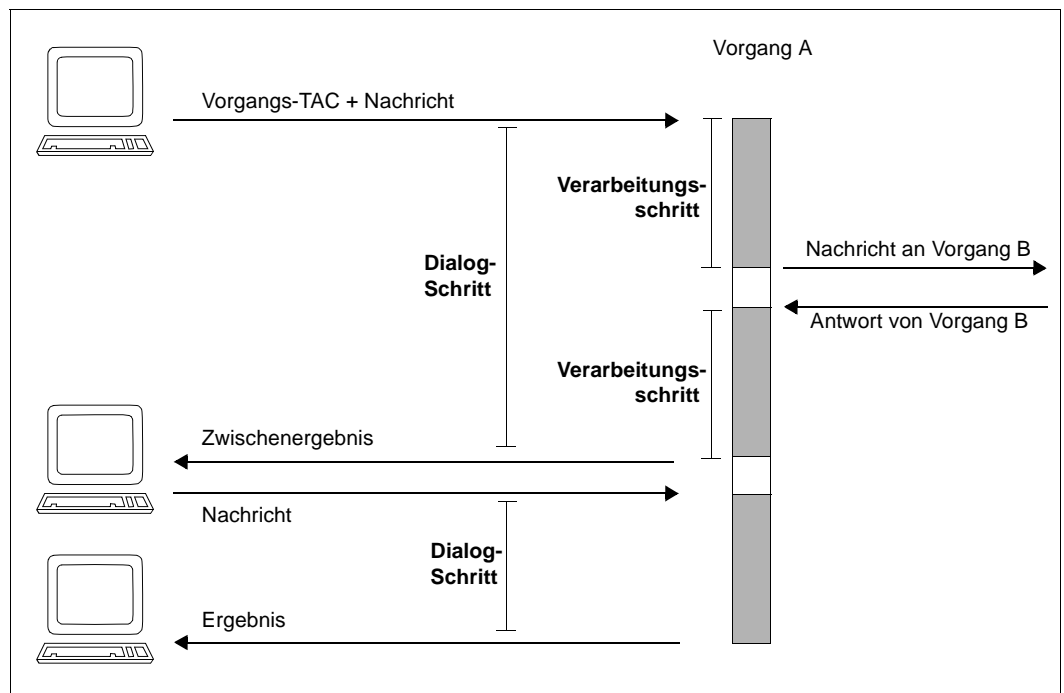 Vorgang A
Vorgangs-TAC + Nachricht
Verarbeitungs-
schritt
Nachricht an Vorgang B
Dialog-
Schritt
Antwort von Vorgang B
Verarbeitungs-
schritt
Zwischenergebnis
Nachricht
Dialog-
Schritt
Ergebnis